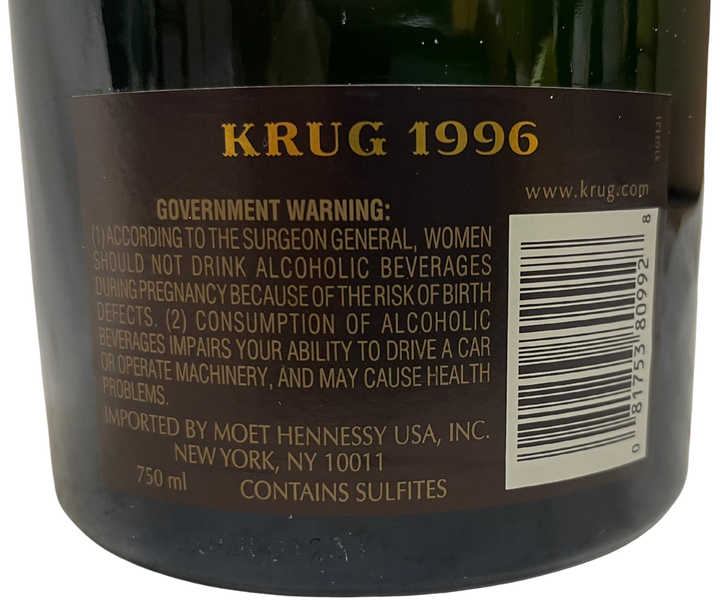 KRUG 1996
5103121
www.krug.com
GOVERNMENT WARNING:
(1) ACCORDING TO THE SURGEON GENERAL, WOMEN
SHOULD NOT DRINK ALCOHOLIC BEVERAGES
DURING PREGNANCY BECAUSE OF THE RISK OF BIRTH
DEFECTS. (2) CONSUMPTION OF ALCOHOLIC
BEVERAGES IMPAIRS YOUR ABILITY TO DRIVE A CAR
OR OPERATE MACHINERY, AND MAY CAUSE HEALTH
PROBLEMS.
IMPORTED BY MOET HENNESSY USA, INC.
NEW YORK, NY 10011
750 ml
CONTAINS SULFITES
0 81753 80992 8